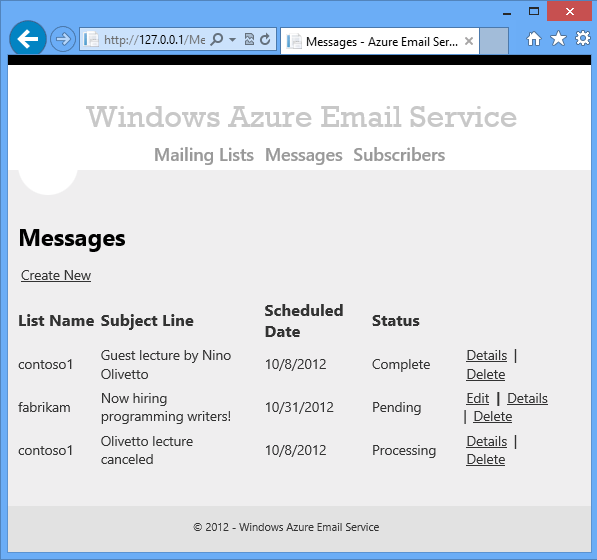 http://127.0.0.1/Me
Messages - Azure Email Ser...
Windows Azure Email Service
Mailing Lists Messages Subscribers
Messages
Create New
List Name Subject Line Scheduled Date Status
contoso1 Guest lecture by Nino Olivetto 10/8/2012 Complete Details | Delete
fabrikam Now hiring programming writers! 10/31/2012 Pending Edit | Details | Delete
contoso1 Olivetto lecture canceled 10/8/2012 Processing Details | Delete
© 2012 - Windows Azure Email Service